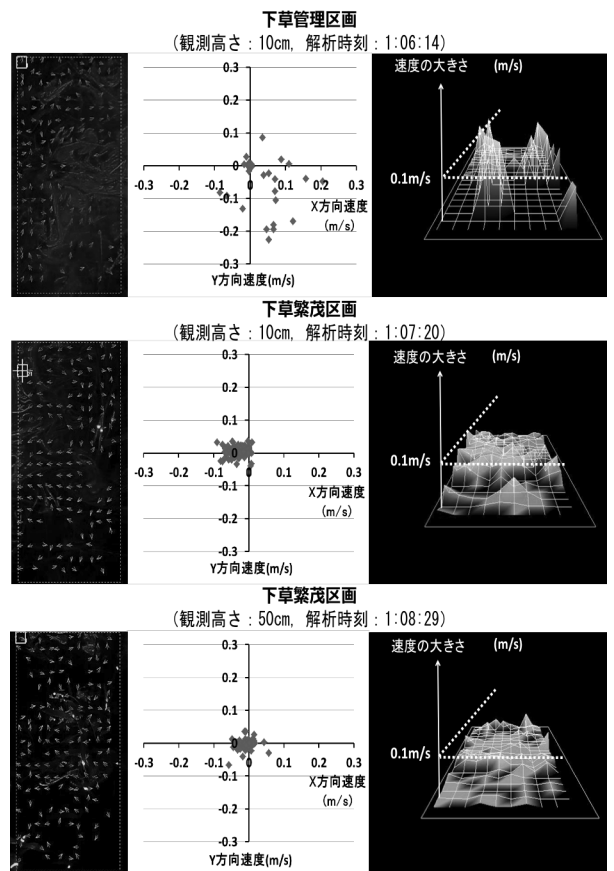 下草管理区画
(観測高さ：10cm, 解析時刻：1:06:14)
0.3
0.2
0.1
0
-0.1
-0.2
-0.3
-0.3 -0.2 -0.1 0 0.1 0.2 0.3
X方向速度
(m/s)
Y方向速度(m/s)
速度の大きさ (m/s)
0.1m/s
下草繁茂区画
(観測高さ：10cm, 解析時刻：1:07:20)
0.3
0.2
0.1
0
-0.1
-0.2
-0.3
-0.3 -0.2 -0.1 0 0.1 0.2 0.3
X方向速度
(m/s)
Y方向速度(m/s)
速度の大きさ (m/s)
0.1m/s
下草繁茂区画
(観測高さ：50cm, 解析時刻：1:08:29)
0.3
0.2
0.1
0
-0.1
-0.2
-0.3
-0.3 -0.2 -0.1 0 0.1 0.2 0.3
X方向速度
(m/s)
Y方向速度(m/s)
速度の大きさ (m/s)
0.1m/s